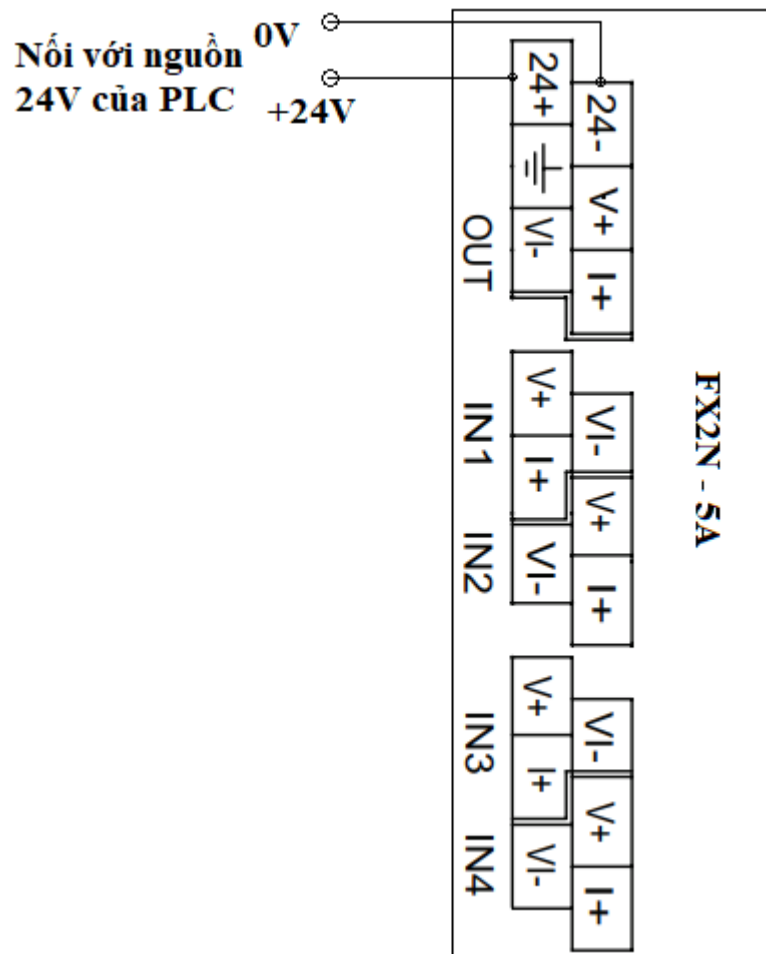 Nối với nguồn
24V của PLC
0V
+24V
24+
24-
V+
VI-
I+
OUT
V+
VI-
I+
IN1
V+
VI-
I+
IN2
V+
VI-
I+
IN3
V+
VI-
I+
IN4
FX2N - 5A